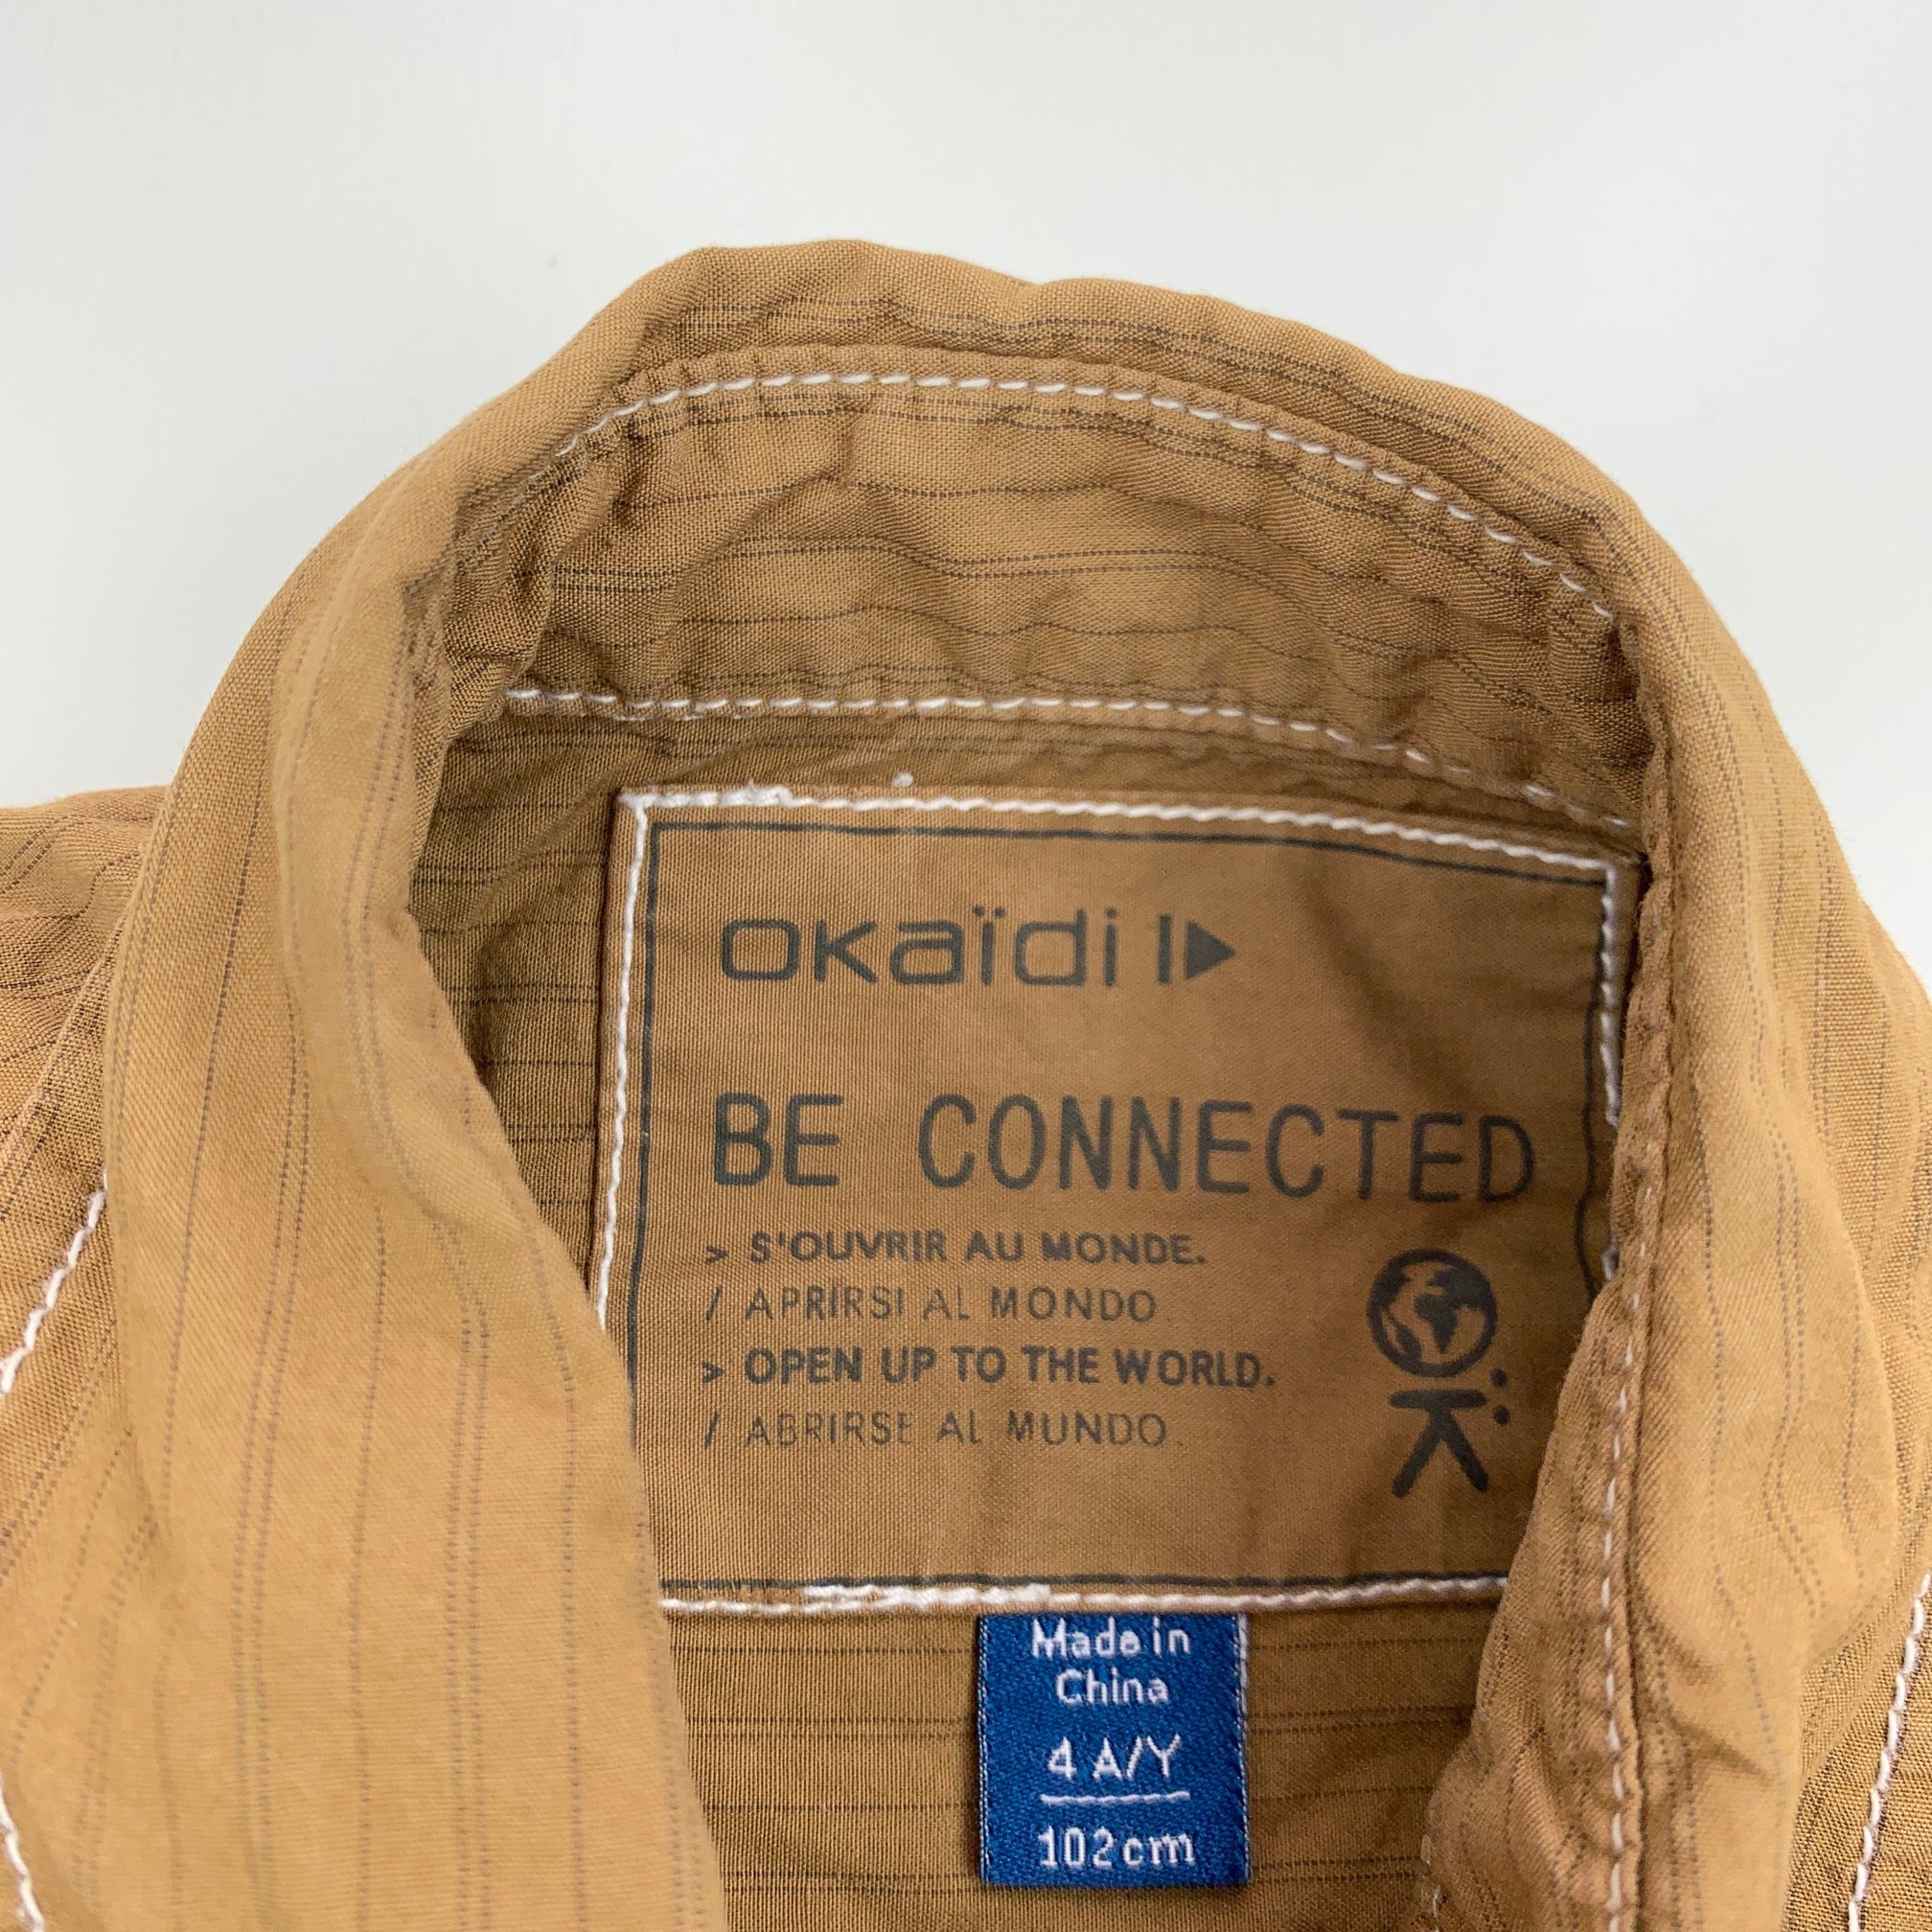 okaïdi
BE CONNECTED
> S'OUVRIR AU MONDE.
/ APRIRSI AL MONDO
> OPEN UP TO THE WORLD.
/ ABRIRSE AL MUNDO
Made in
China
4 A/Y
102cm